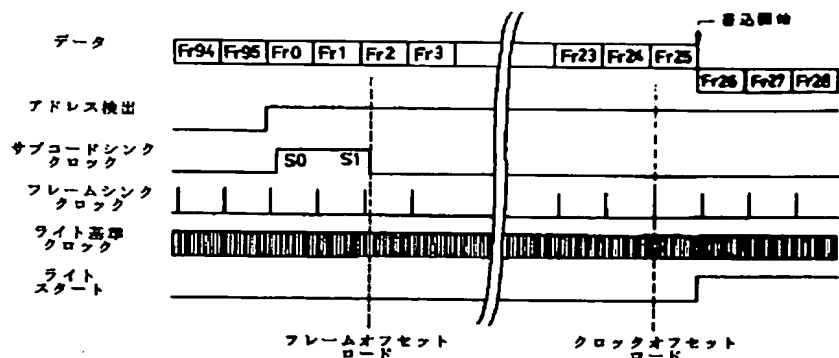 書込開始
データ
Fr94 Fr95 Fr0 Fr1 Fr2 Fr3 Fr23 Fr24 Fr25
Fr26 Fr27 Fr28
アドレス検出
サブコードシンク
クロック
S0 S1
フレームシンク
クロック
ライト基準
クロック
ライト
スタート
フレームオフセット
ロード
クロックオフセット
ロード